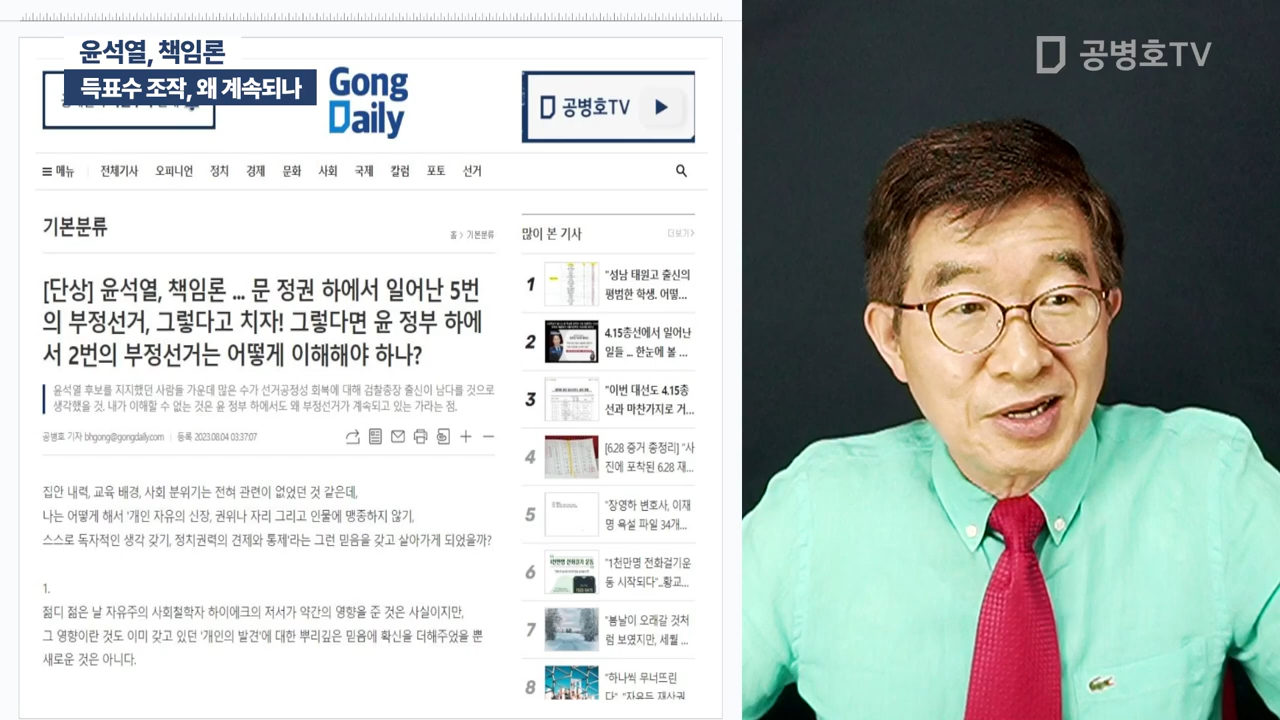 윤석열, 책임론
득표수 조작, 왜 계속되나
Gong
Daily
공병호TV
공병호TV
메뉴
전체기사 오피니언 정치 경제 문화 사회 국제 칼럼 포토 선거
기본분류
홈 > 기본분류
[단상] 윤석열, 책임론 ... 문 정권 하에서 일어난 5번
의 부정선거, 그렇다고 치자! 그렇다면 윤 정부 하에
서 2번의 부정선거는 어떻게 이해해야 하나?
윤석열 후보를 지지했던 사람들 가운데 많은 수가 선거공정성 회복에 대해 검찰총장 출신이 남다를 것으로
생각했을 것. 내가 이해할 수 없는 것은 윤 정부 하에서도 왜 부정선거가 계속되고 있는 가라는 점.
공병호 기자 bhgong@gongdaily.com 등록 2023.08.04 03:37:07
집안 내력, 교육 배경, 사회 분위기는 전혀 관련이 없었던 것 같은데,
나는 어떻게 해서 '개인 자유의 신장, 권위나 자리 그리고 인물에 맹종하지 않기,
스스로 독자적인 생각 갖기, 정치권력의 견제와 통제'라는 그런 믿음을 갖고 살아가게 되었을까?
1.
젊디 젊은 날 자유주의 사회철학자 하이에크의 저서가 약간의 영향을 준 것은 사실이지만,
그 영향이란 것도 이미 갖고 있던 '개인의 발견'에 대한 뿌리깊은 믿음에 확신을 더해주었을 뿐
새로운 것은 아니다.
많이 본 기사
더보기>
1
"성남 태원고 출신의
평범한 학생. 어떻...
2
4.15총선에서 일어난
일들 ... 한눈에 볼 ...
3
"이번 대선도 4.15총
선과 마찬가지로 거...
4
[6.28 증거 총정리] "사
진에 포착된 6.28 재...
5
"장영하 변호사, 이재
명 욕설 파일 34개...
6
"1천만명 전화걸기운
동 시작되다"...황교...
7
"봄날이 오래갈 것처
럼 보였지만, 세월 ...
8
"하나씩 무너뜨린
다", "자유도 재산권